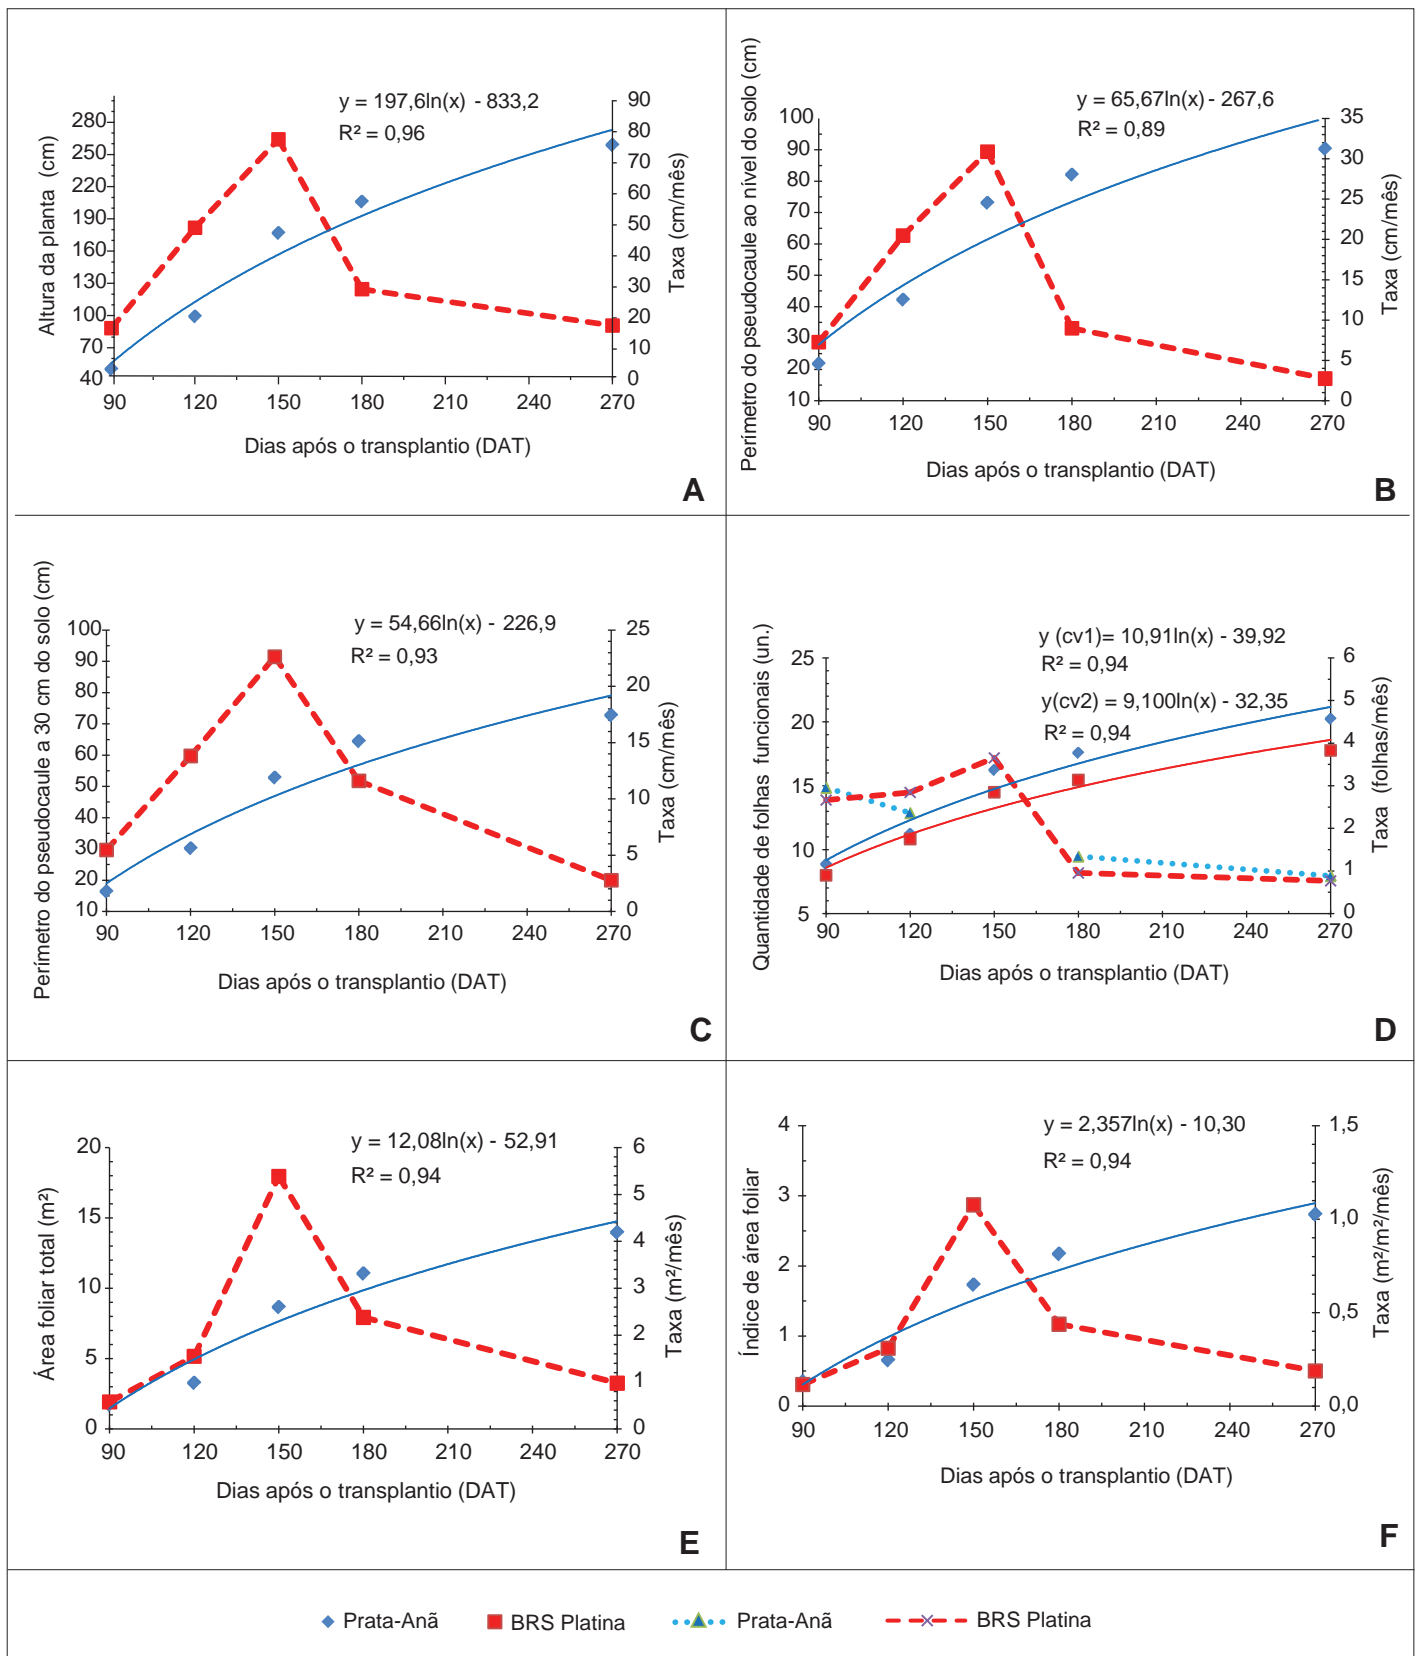 y = 197,6ln(x) - 833,2
R² = 0,96
Altura da planta (cm)
280
250
220
190
160
130
100
70
40
90
80
70
60
50
40
30
20
10
0
Taxa (cm/mês)
90 120 150 180 210 240 270
Dias após o transplantio (DAT)
A
y = 65,67ln(x) - 267,6
R² = 0,89
Perímetro do pseudocaule ao nível do solo (cm)
100
90
80
70
60
50
40
30
20
10
35
30
25
20
15
10
5
0
Taxa (cm/mês)
90 120 150 180 210 240 270
Dias após o transplantio (DAT)
B
y = 54,66ln(x) - 226,9
R² = 0,93
Perímetro do pseudocaule a 30 cm do solo (cm)
100
90
80
70
60
50
40
30
20
10
25
20
15
10
5
0
Taxa (cm/mês)
90 120 150 180 210 240 270
Dias após o transplantio (DAT)
C
y (cv1)= 10,91ln(x) - 39,92
R² = 0,94
y(cv2) = 9,100ln(x) - 32,35
R² = 0,94
Quantidade de folhas funcionais (un.)
25
20
15
10
5
6
5
4
3
2
1
0
Taxa (folhas/mês)
90 120 150 180 210 240 270
Dias após o transplantio (DAT)
D
y = 12,08ln(x) - 52,91
R² = 0,94
Área foliar total (m²)
20
15
10
5
0
6
5
4
3
2
1
0
Taxa (m²/mês)
90 120 150 180 210 240 270
Dias após o transplantio (DAT)
E
y = 2,357ln(x) - 10,30
R² = 0,94
Índice de área foliar
4
3
2
1
0
1,5
1,0
0,5
0,0
Taxa (m²/m²/mês)
90 120 150 180 210 240 270
Dias após o transplantio (DAT)
F
Prata-Anã BRS Platina Prata-Anã BRS Platina